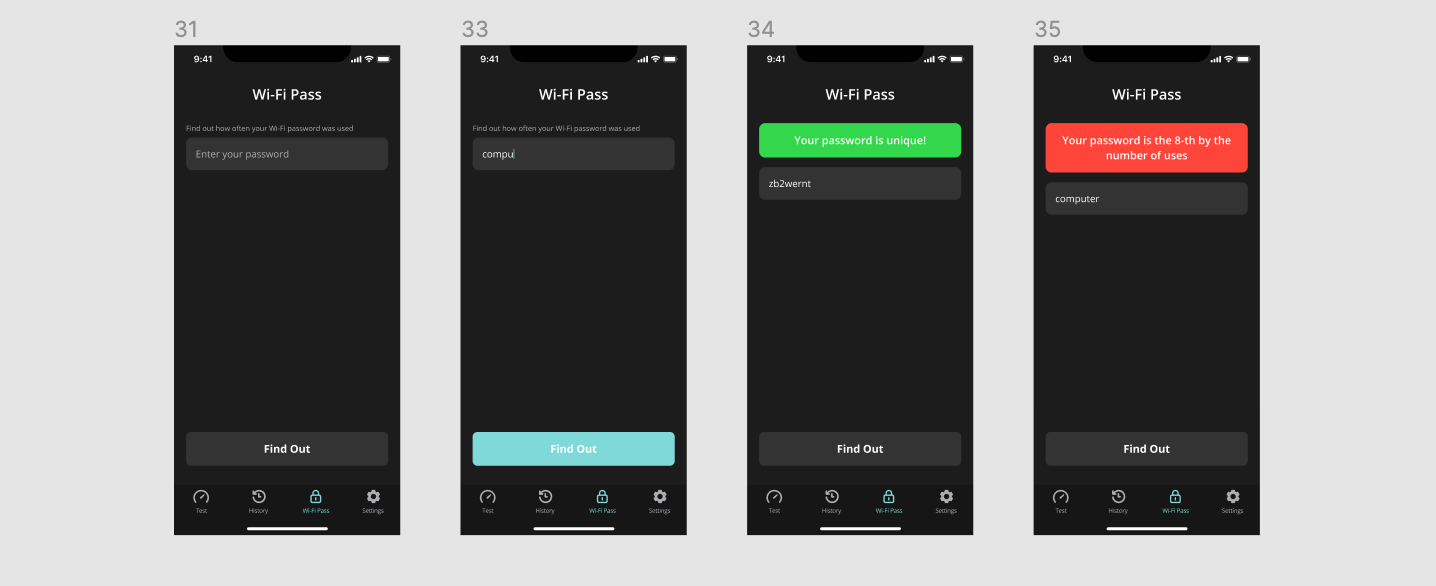 31
9:41
Wi-Fi Pass
Find out how often your Wi-Fi password was used
Enter your password
Find Out
Test
History
Wi-Fi Pass
Settings
33
9:41
Wi-Fi Pass
Find out how often your Wi-Fi password was used
compu
Find Out
Test
History
Wi-Fi Pass
Settings
34
9:41
Wi-Fi Pass
Your password is unique!
zb2wernt
Find Out
Test
History
Wi-Fi Pass
Settings
35
9:41
Wi-Fi Pass
Your password is the 8-th by the
number of uses
computer
Find Out
Test
History
Wi-Fi Pass
Settings